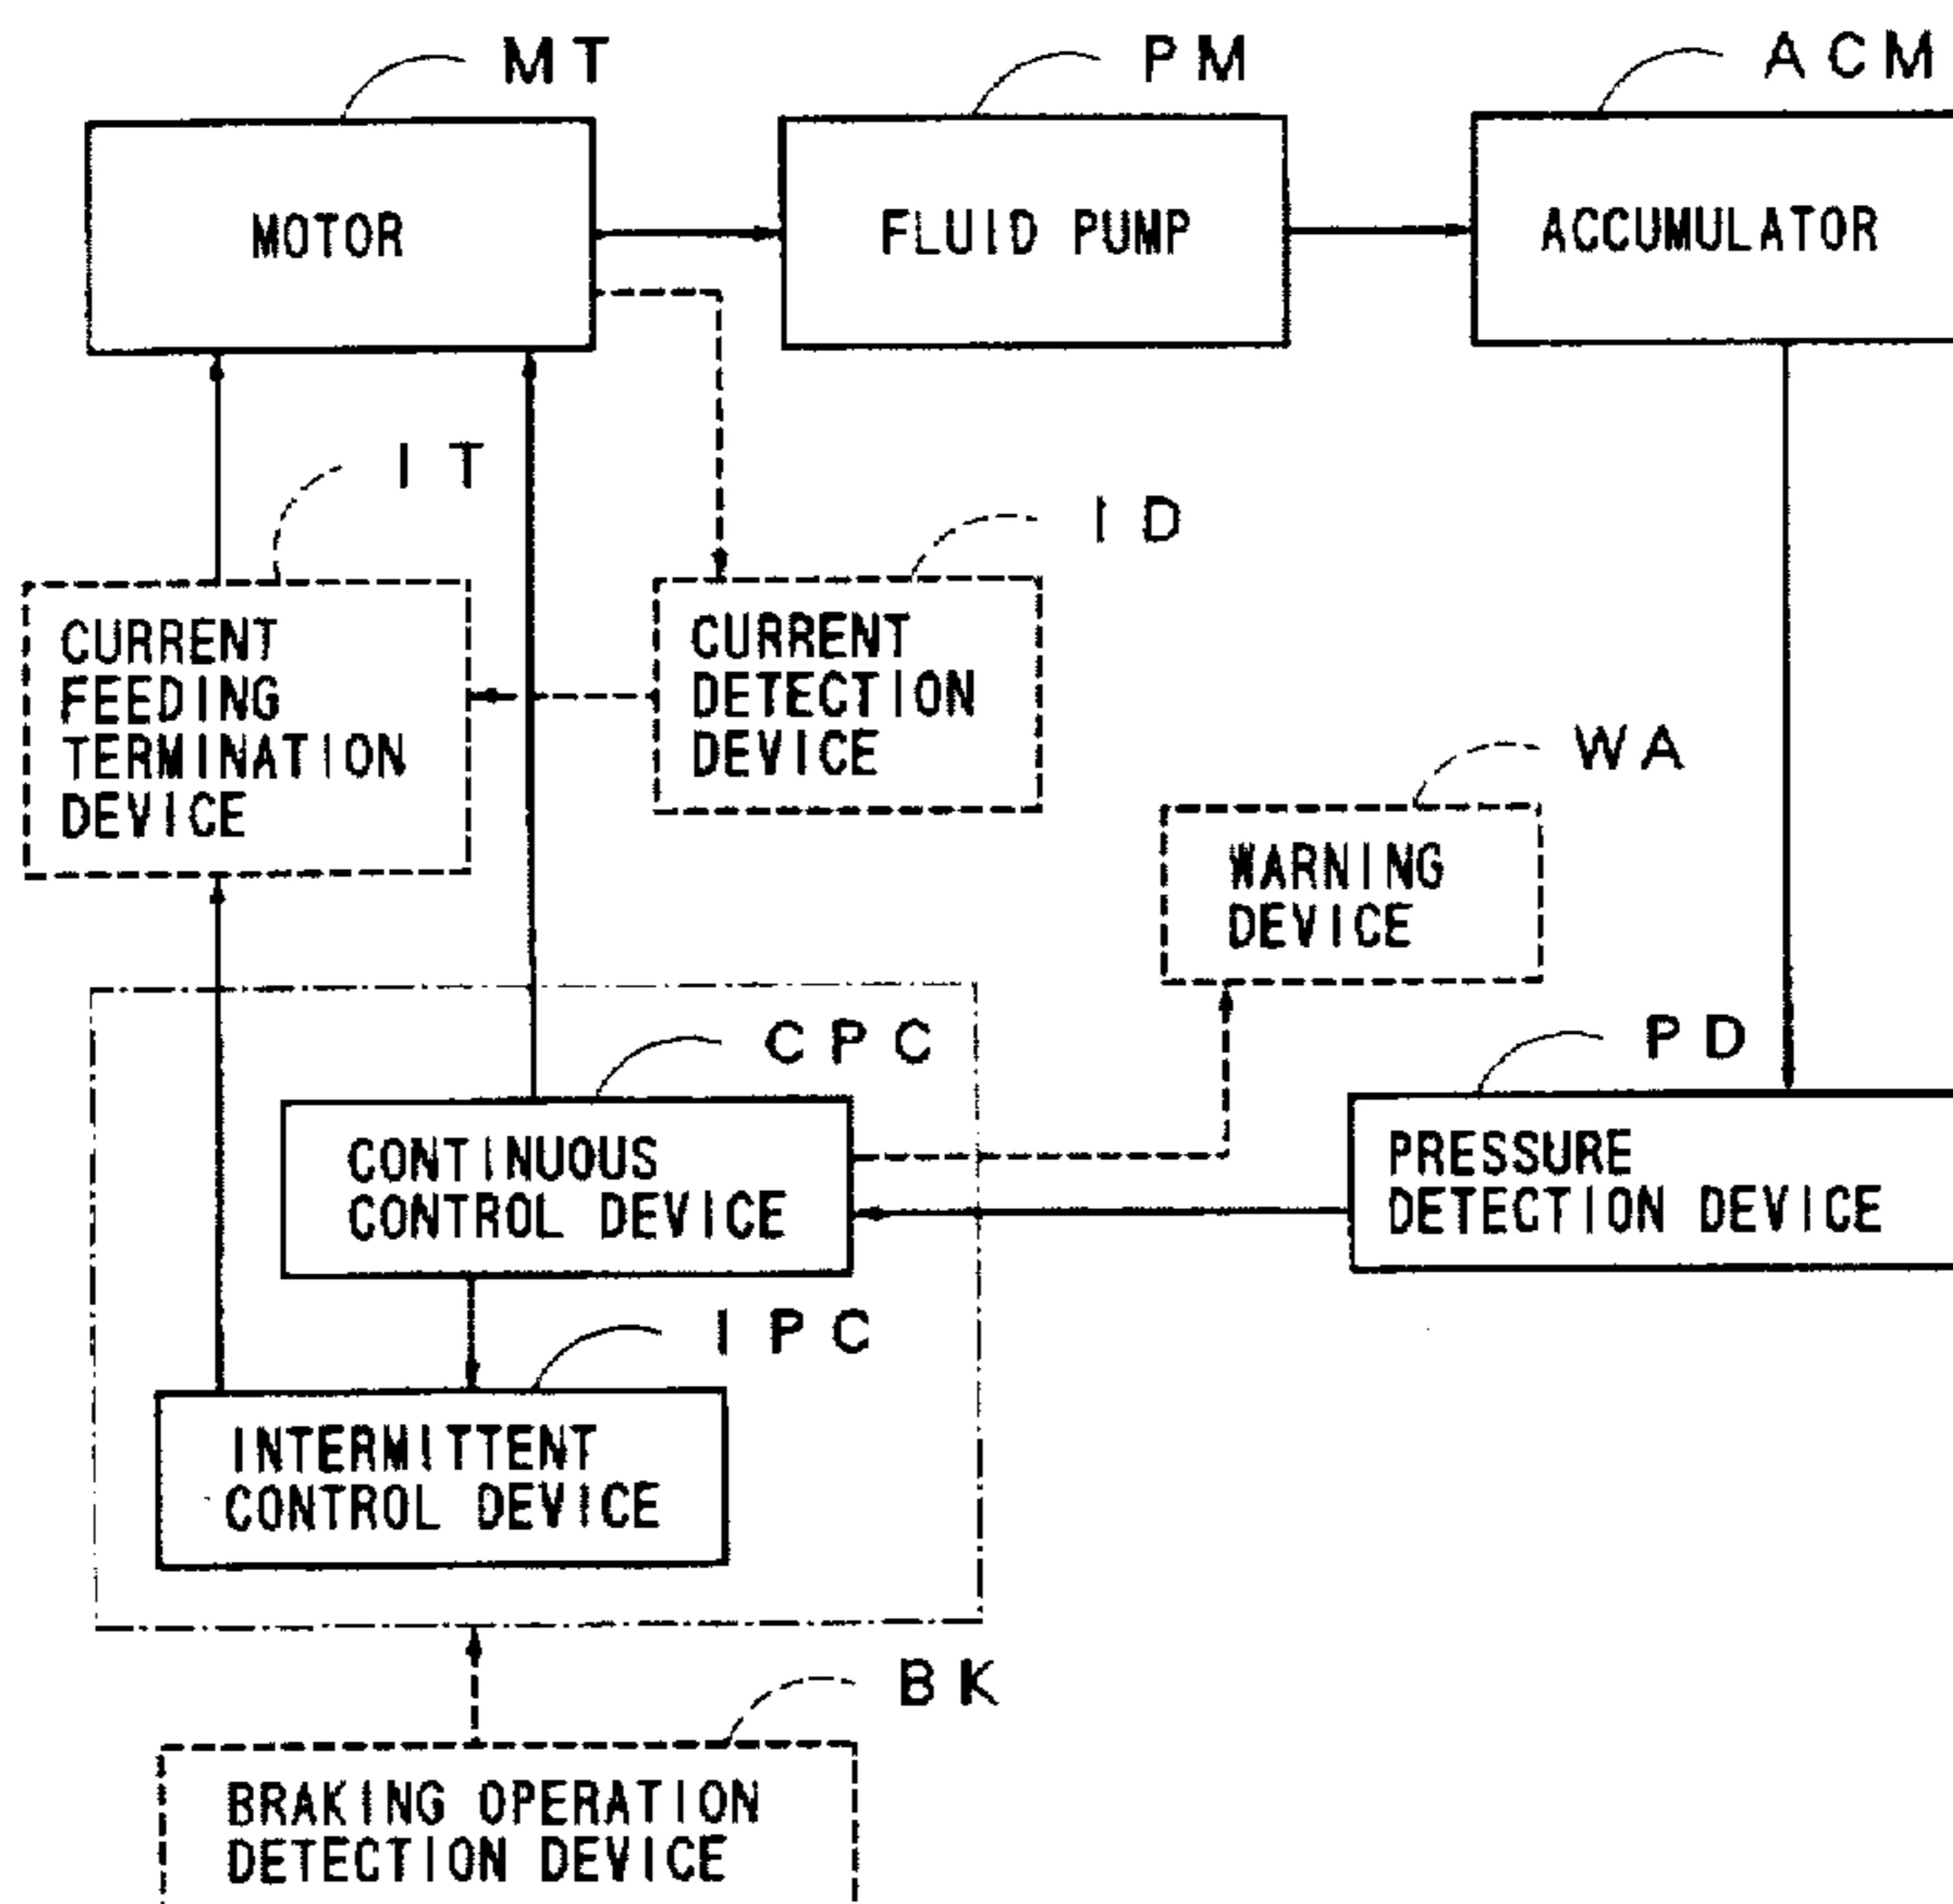 MT
PM
ACM
MOTOR
FLUID PUMP
ACCUMULATOR
IT
ID
CURRENT
FEEDING
TERMINATION
DEVICE
CURRENT
DETECTION
DEVICE
WA
WARNING
DEVICE
CPC
PD
CONTINUOUS
CONTROL DEVICE
PRESSURE
DETECTION DEVICE
IPC
INTERMITTENT
CONTROL DEVICE
BK
BRAKING OPERATION
DETECTION DEVICE